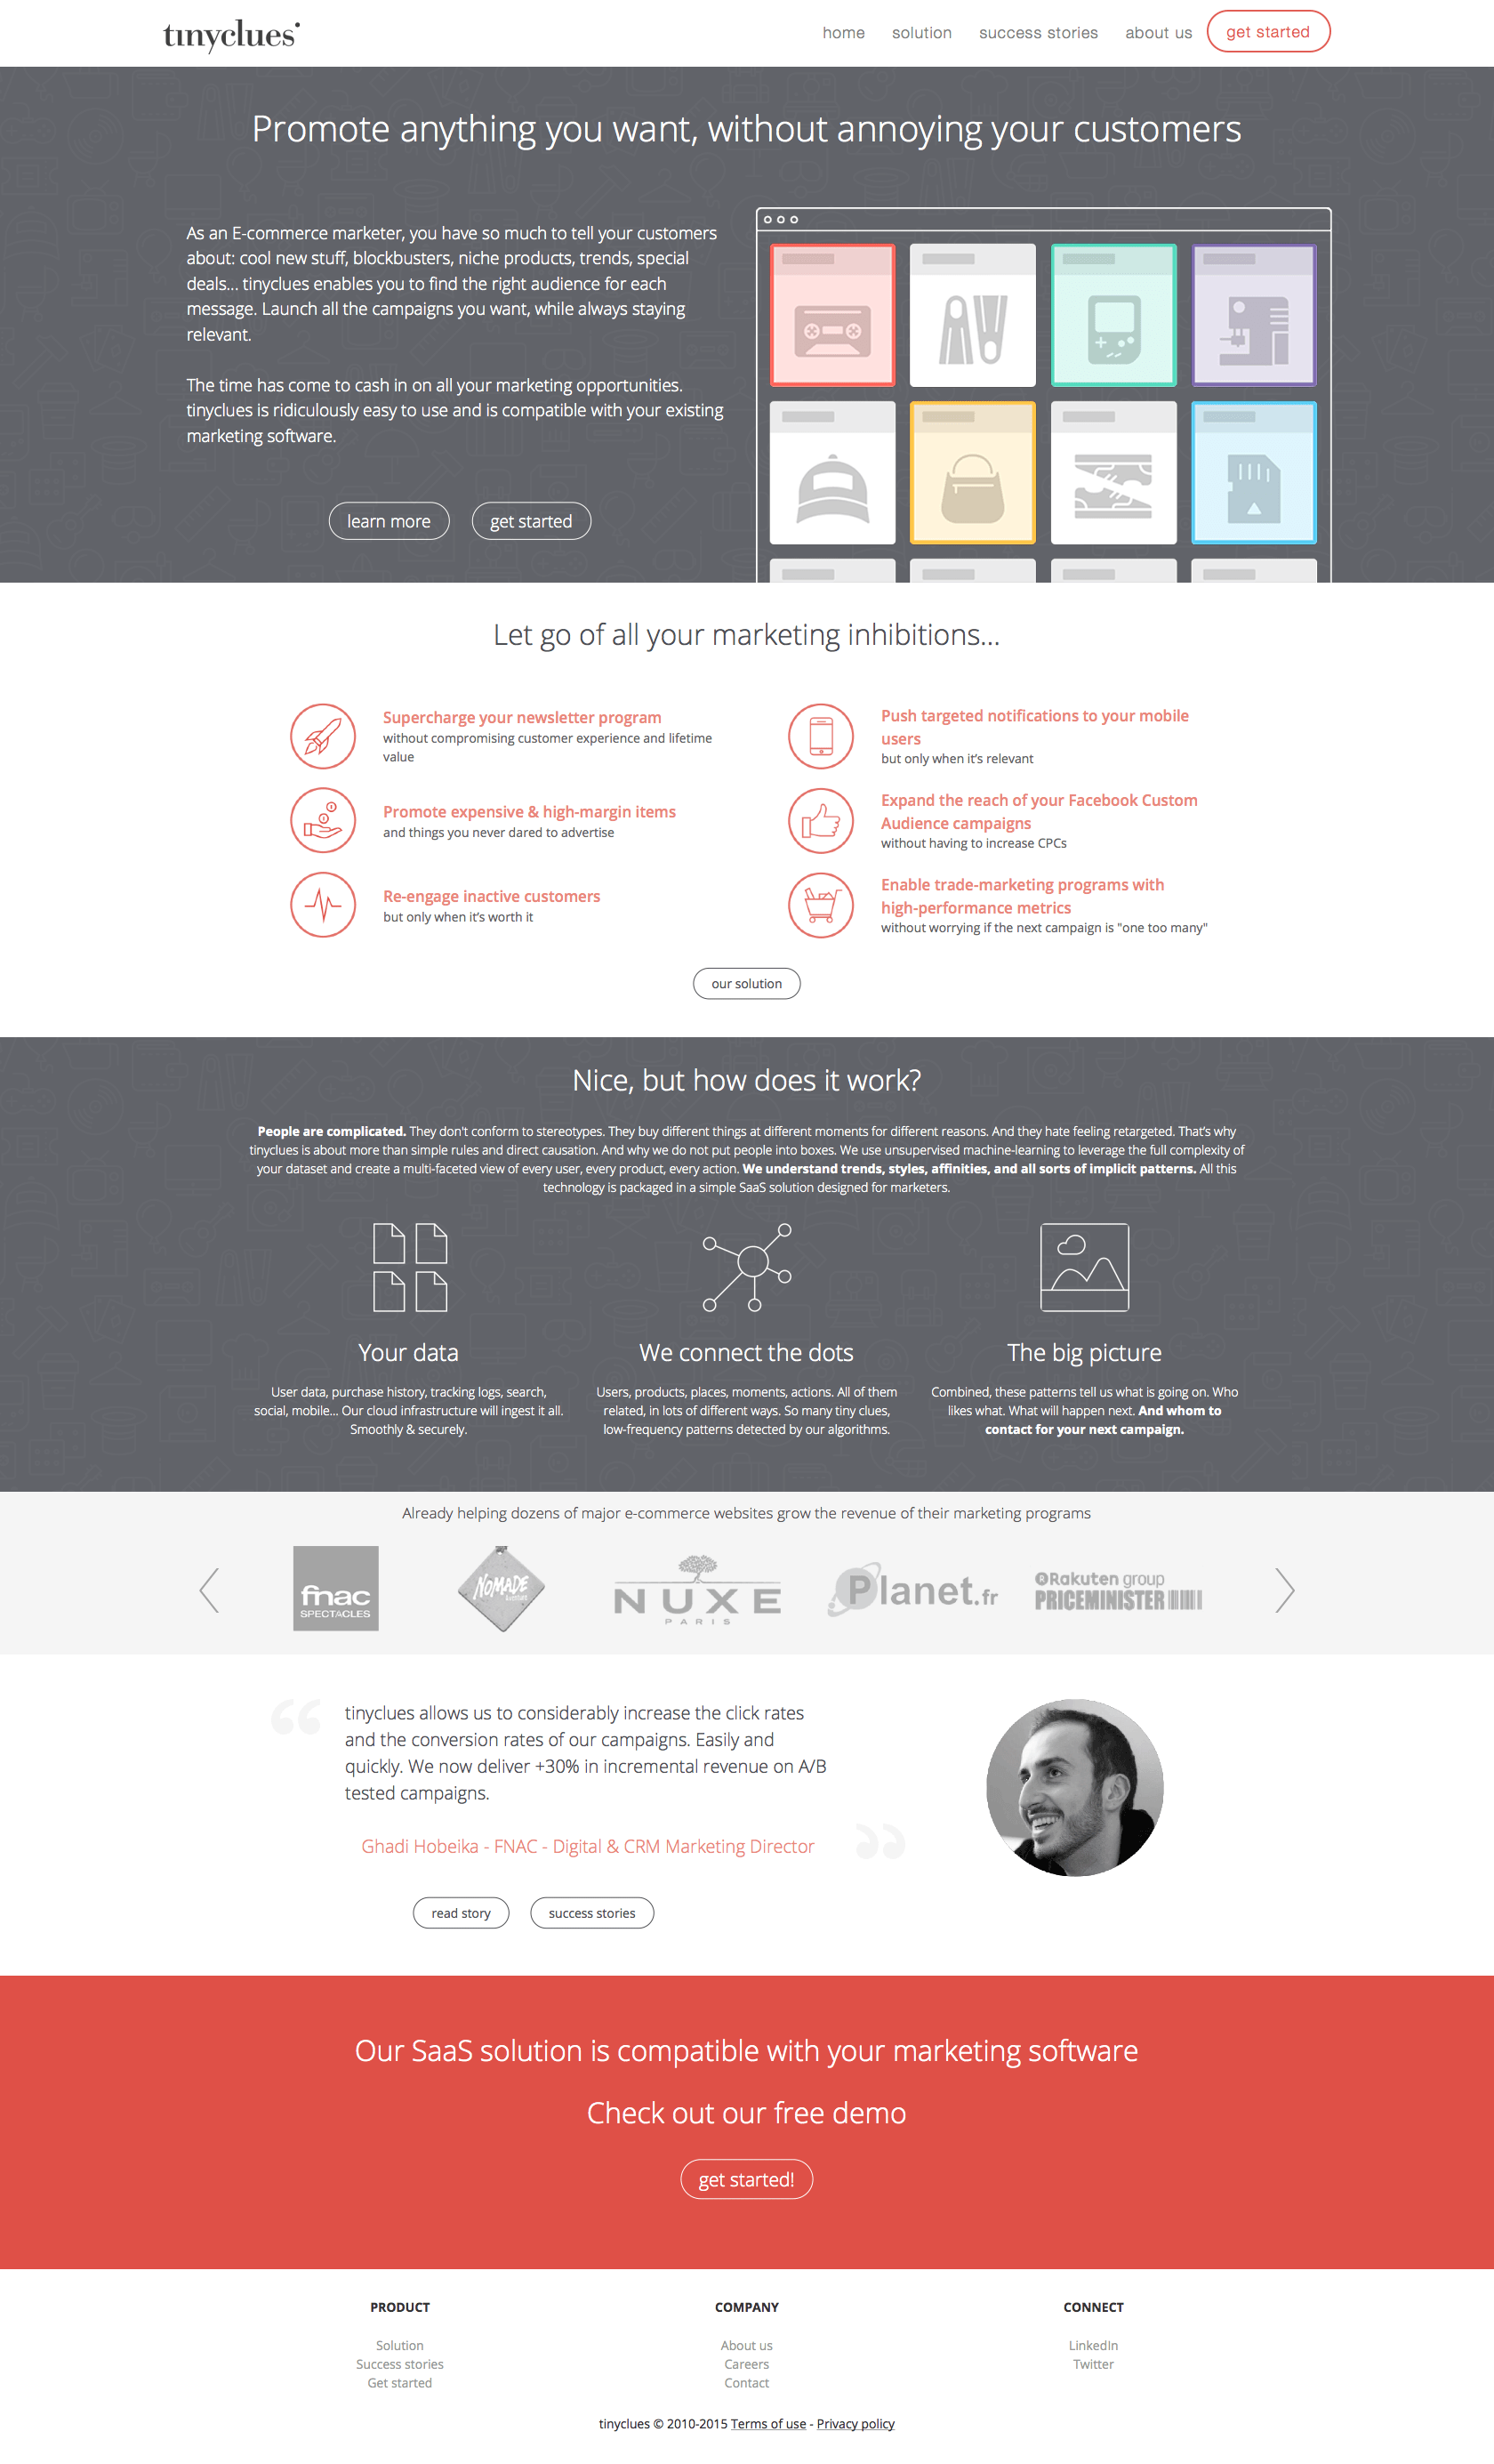 tinyclues
home
solution
success stories
about us
get started
Promote anything you want, without annoying your customers
As an E-commerce marketer, you have so much to tell your customers
about: cool new stuff, blockbusters, niche products, trends, special
deals... tinyclues enables you to find the right audience for each
message. Launch all the campaigns you want, while always staying
relevant.
The time has come to cash in on all your marketing opportunities.
tinyclues is ridiculously easy to use and is compatible with your existing
marketing software.
learn more
get started
Let go of all your marketing inhibitions...
Supercharge your newsletter program
without compromising customer experience and lifetime
value
Push targeted notifications to your mobile
users
but only when it's relevant
Promote expensive & high-margin items
and things you never dared to advertise
Expand the reach of your Facebook Custom
Audience campaigns
without having to increase CPCs
Re-engage inactive customers
but only when it's worth it
Enable trade-marketing programs with
high-performance metrics
without worrying if the next campaign is "one too many"
our solution
Nice, but how does it work?
People are complicated. They don't conform to stereotypes. They buy different things at different moments for different reasons. And they hate feeling retargeted. That's why
tinyclues is about more than simple rules and direct causation. And why we do not put people into boxes. We use unsupervised machine-learning to leverage the full complexity of
your dataset and create a multi-faceted view of every user, every product, every action. We understand trends, styles, affinities, and all sorts of implicit patterns. All this
technology is packaged in a simple SaaS solution designed for marketers.
Your data
User data, purchase history, tracking logs, search,
social, mobile... Our cloud infrastructure will ingest it all.
Smoothly & securely.
We connect the dots
Users, products, places, moments, actions. All of them
related, in lots of different ways. So many tiny clues,
low-frequency patterns detected by our algorithms.
The big picture
Combined, these patterns tell us what is going on. Who
likes what. What will happen next. And whom to
contact for your next campaign.
Already helping dozens of major e-commerce websites grow the revenue of their marketing programs
fnac
SPECTACLES
NOMADE
NUXE
PARIS
Planet.fr
R Rakuten group
PRICEMINISTER
“
tinyclues allows us to considerably increase the click rates
and the conversion rates of our campaigns. Easily and
quickly. We now deliver +30% in incremental revenue on A/B
tested campaigns.
Ghadi Hobeika - FNAC - Digital & CRM Marketing Director
”
read story
success stories
Our SaaS solution is compatible with your marketing software
Check out our free demo
get started!
PRODUCT
Solution
Success stories
Get started
COMPANY
About us
Careers
Contact
CONNECT
LinkedIn
Twitter
tinyclues © 2010-2015 Terms of use - Privacy policy